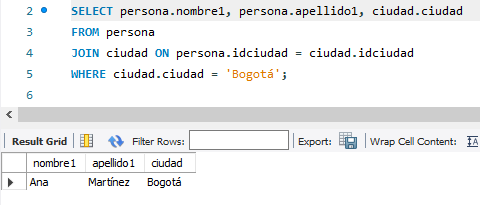 2 SELECT persona.nombre1, persona.apellido1, ciudad.ciudad
3 FROM persona
4 JOIN ciudad ON persona.idciudad = ciudad.idciudad
5 WHERE ciudad.ciudad = 'Bogotá';
6
Result Grid Filter Rows: Export: Wrap Cell Content: IA
nombre1 apellido1 ciudad
Ana Martínez Bogotá